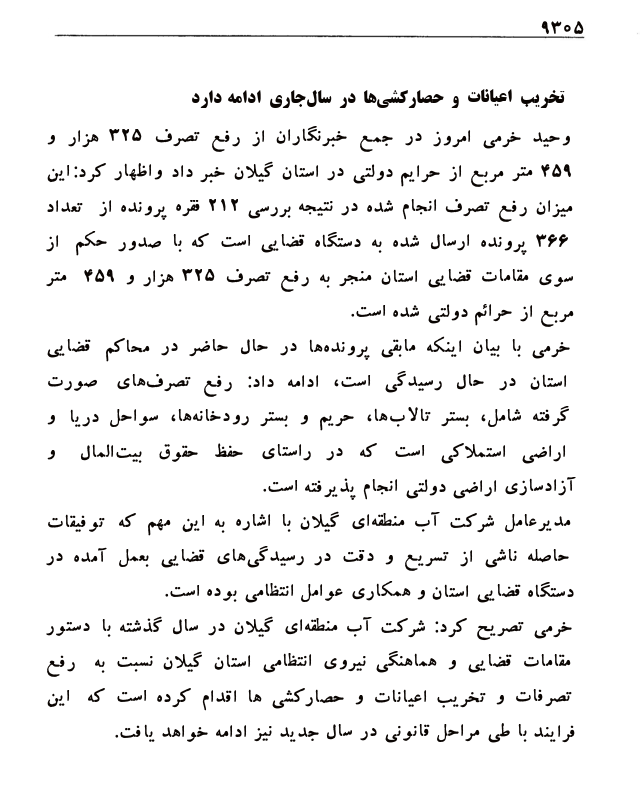 ۹۳۰۵
تخریب اعیانات و حصارکشی‌ها در سال‌جاری ادامه دارد
وحید خرمی امروز در جمع خبرنگاران از رفع تصرف ۳۲۵ هزار و
۴۵۹ متر مربع از حرایم دولتی در استان گیلان خبر داد واظهار کرد:این
میزان رفع تصرف انجام شده در نتیجه بررسی ۲۱۲ فقره پرونده از تعداد
۳۶۶ پرونده ارسال شده به دستگاه قضایی است که با صدور حکم از
سوی مقامات قضایی استان منجر به رفع تصرف ۳۲۵ هزار و ۴۵۹ متر
مربع از حرائم دولتی شده است.
خرمی با بیان اینکه مابقی پرونده‌ها در حال حاضر در محاکم قضایی
استان در حال رسیدگی است، ادامه داد: رفع تصرف‌های صورت
گرفته شامل، بستر تالاب‌ها، حریم و بستر رودخانه‌ها، سواحل دریا و
اراضی استملاکی است که در راستای حفظ حقوق بیت‌المال و
آزادسازی اراضی دولتی انجام پذیرفته است.
مدیرعامل شرکت آب منطقه‌ای گیلان با اشاره به این مهم که توفیقات
حاصله ناشی از تسریع و دقت در رسیدگی‌های قضایی بعمل آمده در
دستگاه قضایی استان و همکاری عوامل انتظامی بوده است.
خرمی تصریح کرد: شرکت آب منطقه‌ای گیلان در سال گذشته با دستور
مقامات قضایی و هماهنگی نیروی انتظامی استان گیلان نسبت به رفع
تصرفات و تخریب اعیانات و حصارکشی ها اقدام کرده است که این
فرایند با طی مراحل قانونی در سال جدید نیز ادامه خواهد یافت.